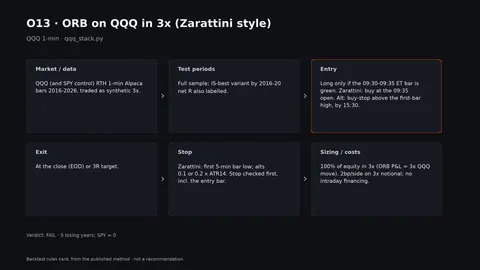 O13 · ORB on QQQ in 3x (Zarattini style)
QQQ 1-min · qqq_stack.py
Market / data
QQQ (and SPY control) RTH 1-min Alpaca
bars 2016-2026, traded as synthetic 3x.
Test periods
Full sample; IS-best variant by 2016-20
net R also labelled.
Entry
Long only if the 09:30-09:35 ET bar is
green. Zarattini: buy at the 09:35
open. Alt: buy-stop above the first-bar
high, by 15:30.
Exit
At the close (EOD) or 3R target.
Stop
Zarattini: first 5-min bar low; alts
0.1 or 0.2 x ATR14. Stop checked first,
incl. the entry bar.
Sizing / costs
100% of equity in 3x (ORB P&L = 3x QQQ
move), 2bp/side on 3x notional; no
intraday financing.
Verdict: FAIL · 5 losing years; SPY = 0
Backtest rules card, from the published method · not a recommendation